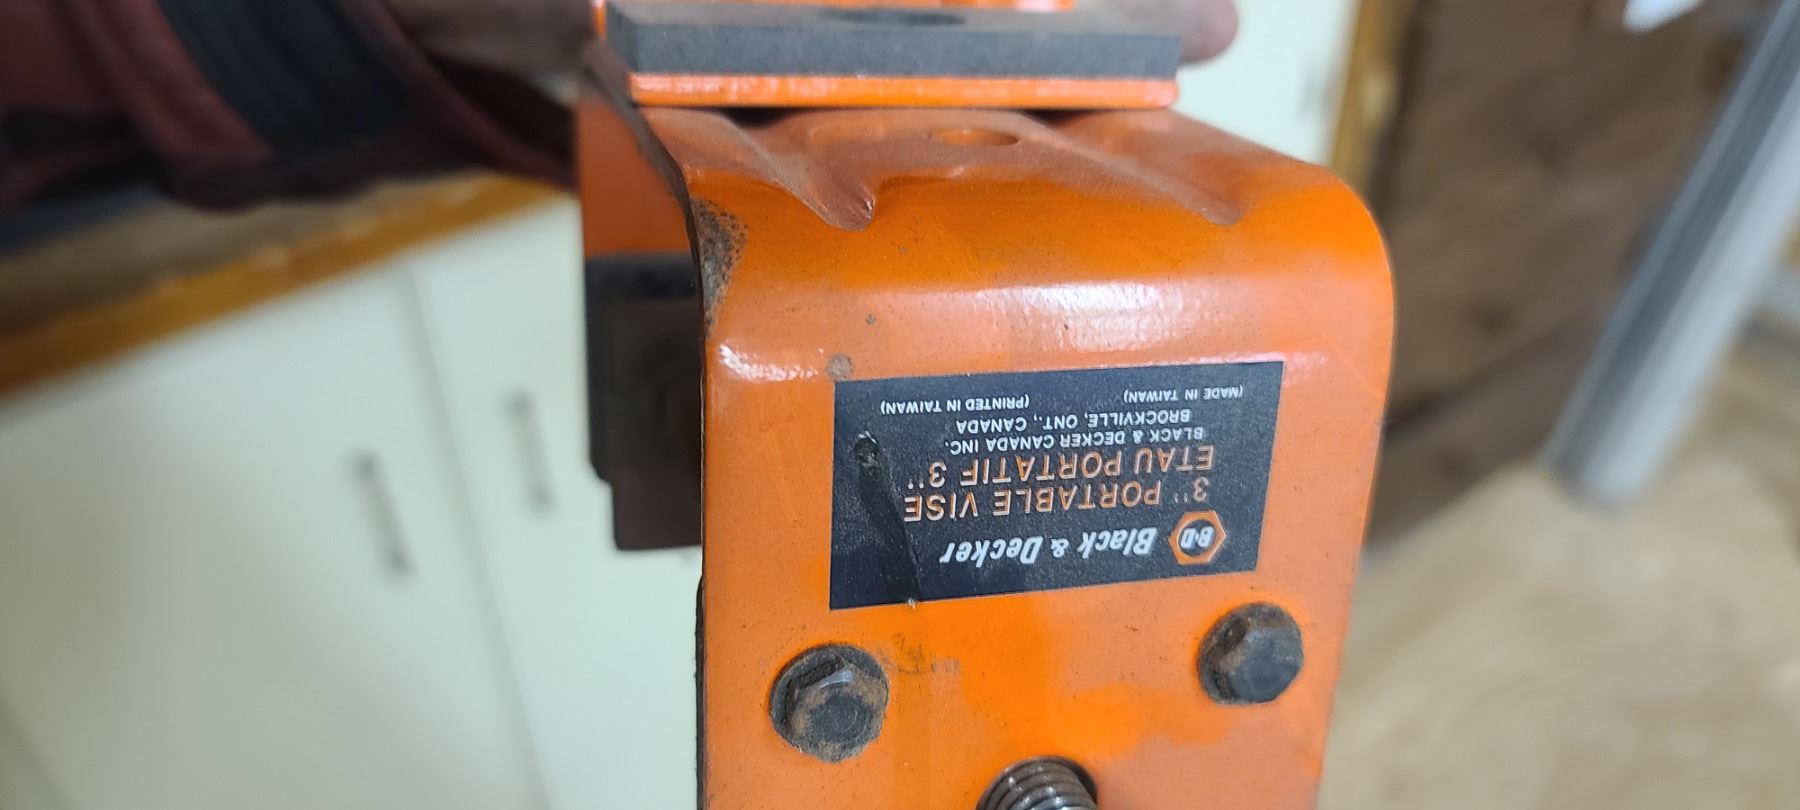 B·D Black & Decker
3" PORTABLE VISE
ETAU PORTATIF 3"
BLACK & DECKER CANADA INC.
BROCKVILLE, ONT., CANADA
(MADE IN TAIWAN) (PRINTED IN TAIWAN)